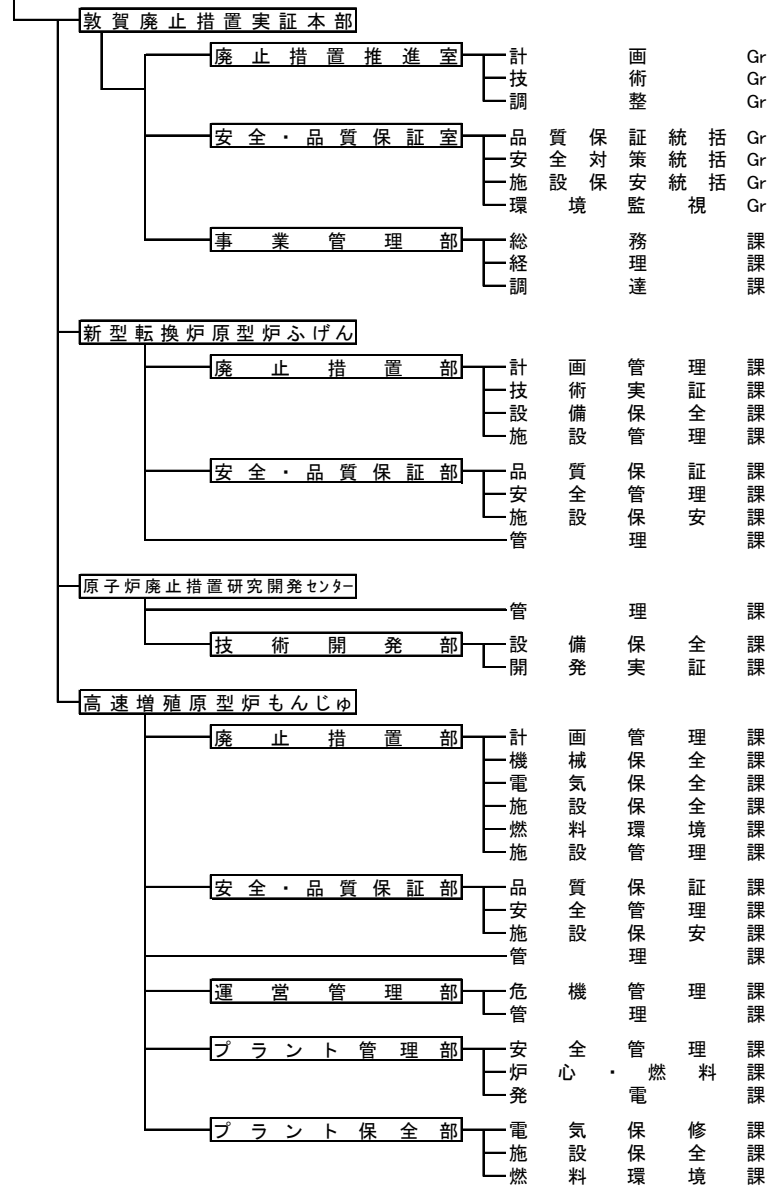 敦賀廃止措置実証本部
廃止措置推進室 計画Gr
技術Gr
調整Gr
安全・品質保証室 品質保証統括Gr
安全対策統括Gr
施設保安統括Gr
環境監視Gr
事業管理部 総務課
経理課
調達課
新型転換炉原型炉ふげん
廃止措置部 計画管理課
技術実証課
設備保全課
施設管理課
安全・品質保証部 品質保証課
安全管理課
施設保安課
管理課
原子炉廃止措置研究開発センター
管理課
技術開発部 設備保全課
開発実証課
高速増殖原型炉もんじゅ
廃止措置部 計画管理課
機械保全課
電気保全課
施設保全課
燃料環境課
施設管理課
安全・品質保証部 品質保証課
安全管理課
施設保安課
管理課
運営管理部 危機管理課
管理課
プラント管理部 安全管理課
炉心・燃料課
発電課
プラント保全部 電気保修課
施設保全課
燃料環境課